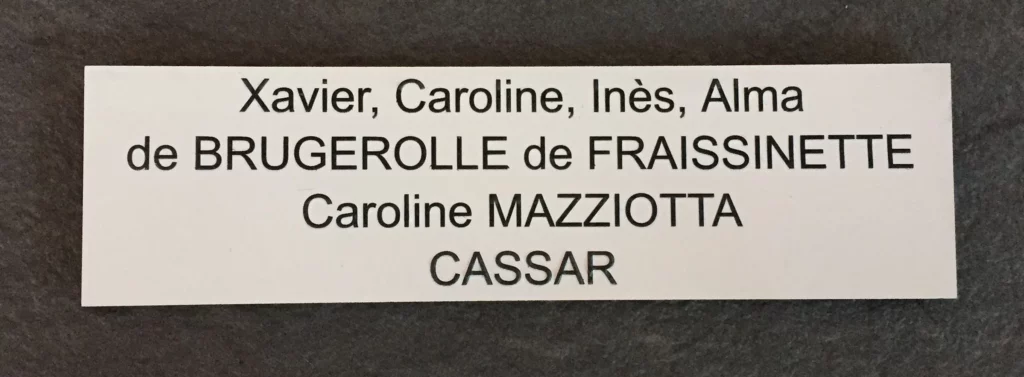 Xavier, Caroline, Inès, Alma
de BRUGEROLLE de FRAISSINETTE
Caroline MAZZIOTTA
CASSAR